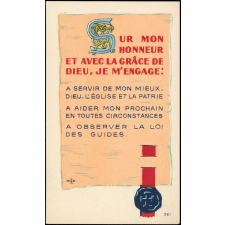 SUR MON
HONNEUR
ET AVEC LA GRÂCE DE
DIEU, JE M'ENGAGE:
A SERVIR DE MON MIEUX,
DIEU, L'ÉGLISE ET LA PATRIE
A AIDER MON PROCHAIN
EN TOUTES CIRCONSTANCES
A OBSERVER LA LOI
DES GUIDES.